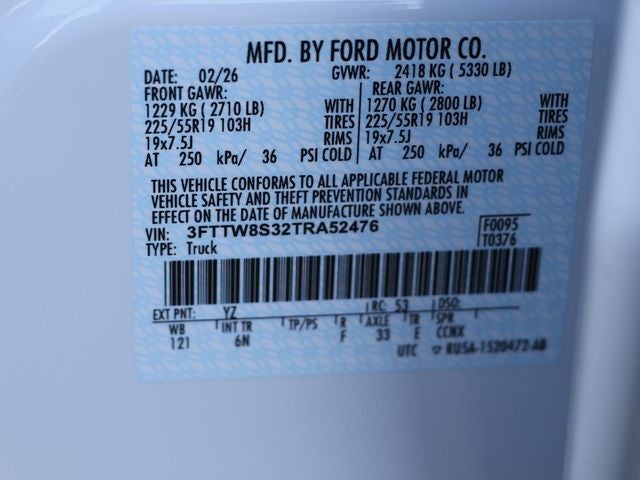 MFD. BY FORD MOTOR CO.
DATE: 02/26 GVWR: 2418 KG ( 5330 LB)
FRONT GAWR: REAR GAWR:
1229 KG ( 2710 LB) WITH 1270 KG ( 2800 LB) WITH
225/55R19 103H TIRES 225/55R19 103H TIRES
19x7.5J RIMS 19x7.5J RIMS
AT 250 kPa/ 36 PSI COLD AT 250 kPa/ 36 PSI COLD
THIS VEHICLE CONFORMS TO ALL APPLICABLE FEDERAL MOTOR
VEHICLE SAFETY AND THEFT PREVENTION STANDARDS IN
EFFECT ON THE DATE OF MANUFACTURE SHOWN ABOVE.
VIN: 3FTTW8S32TRA52476 F0095
TYPE: Truck T0376
EXT PNT: YZ RC: 53 DSO:
WB INT TR TP/PS R AXLE TR SPR
121 6N F 33 E CCNX
UTC RU5A-1520472-AB